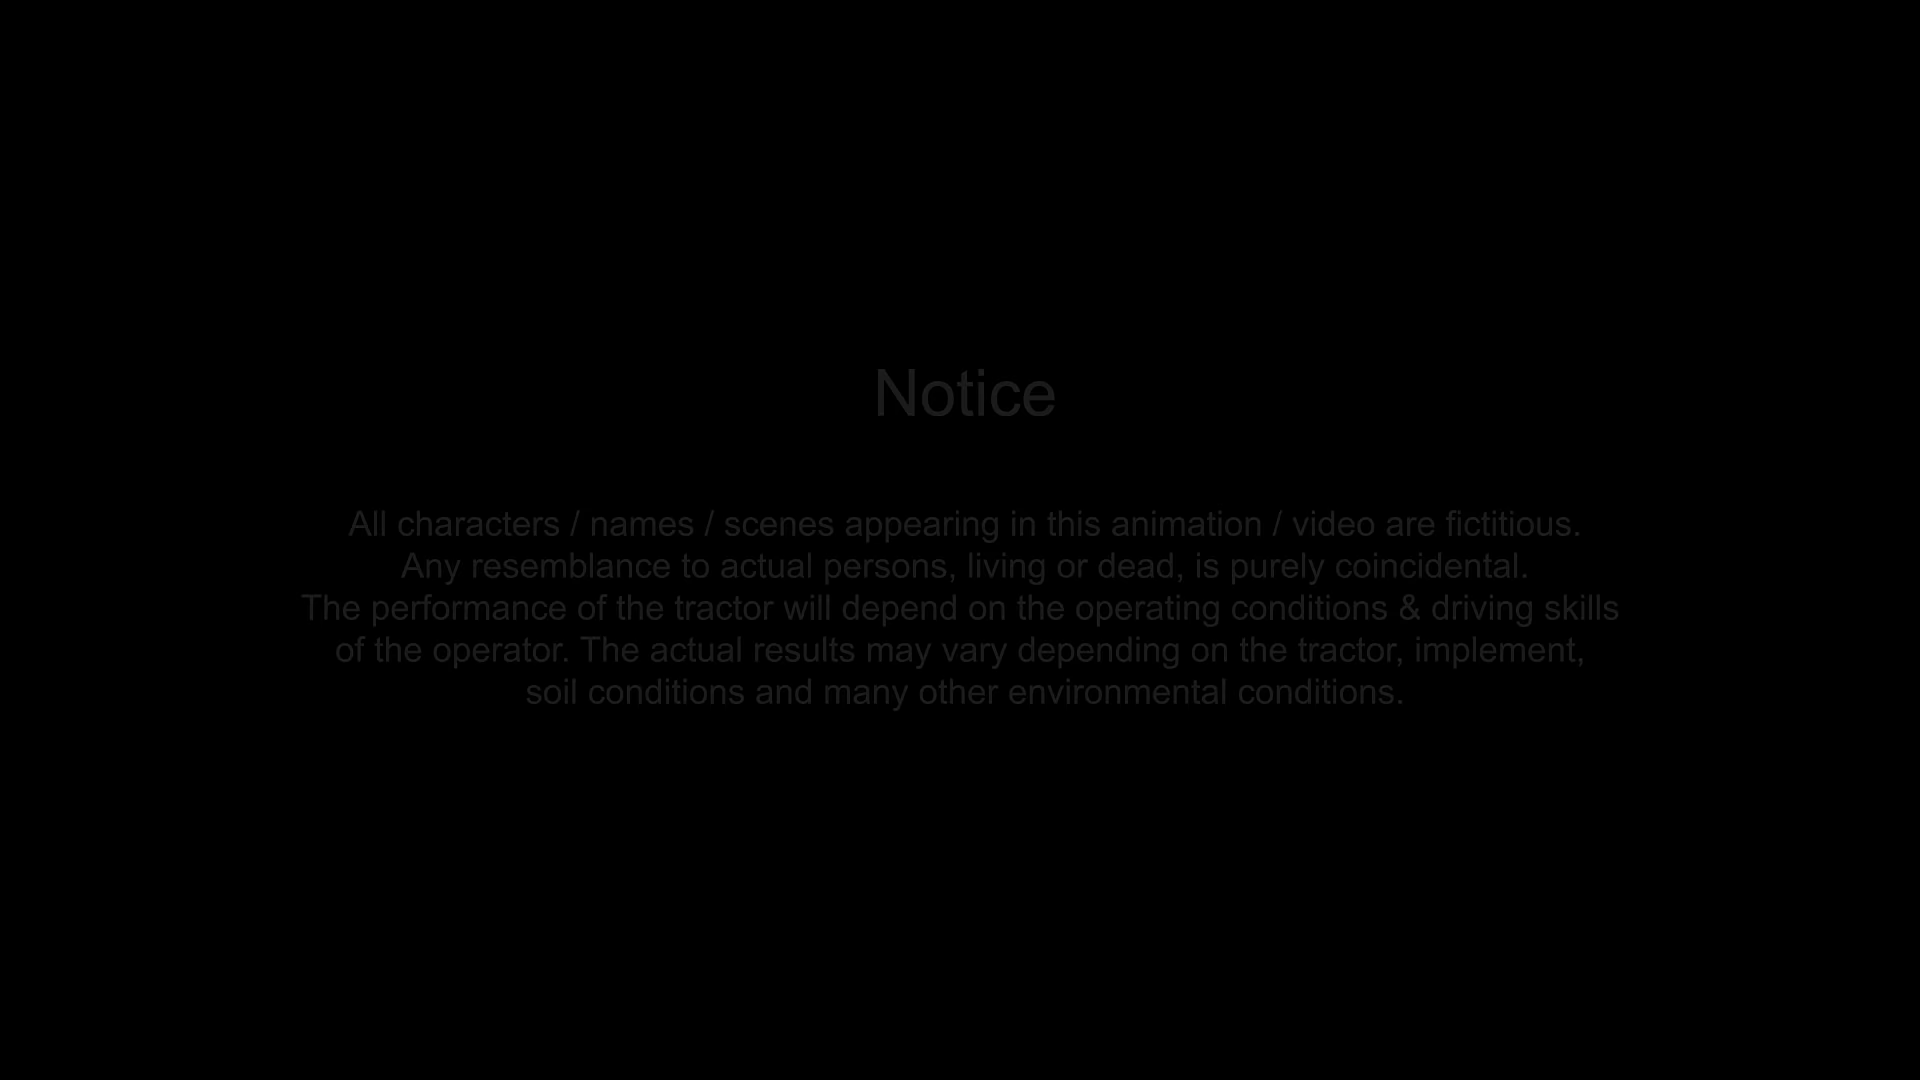 Notice
All characters / names / scenes appearing in this animation / video are fictitious.
Any resemblance to actual persons, living or dead, is purely coincidental.
The performance of the tractor will depend on the operating conditions & driving skills
of the operator. The actual results may vary depending on the tractor, implement,
soil conditions and many other environmental conditions.